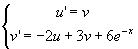 u' = v
v' = −2u + 3v + 6e⁻ˣ